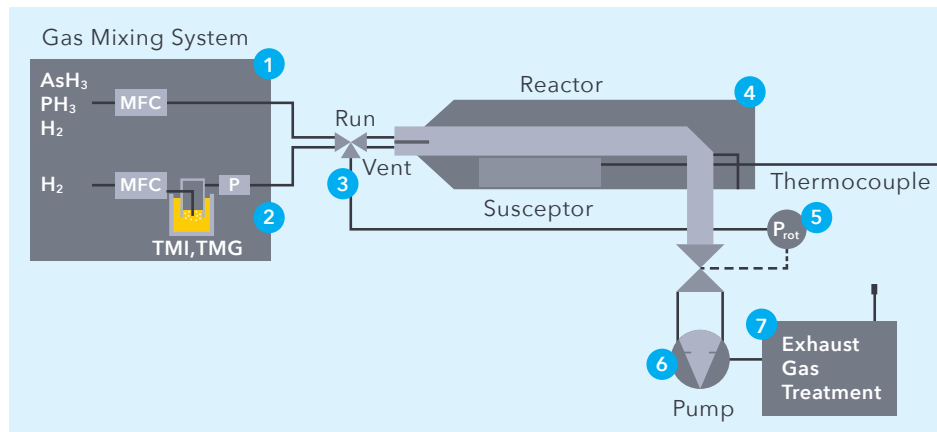 Gas Mixing System
1
AsH₃
PH₃
H₂
MFC
H₂
MFC
P
2
TMI,TMG
Run
Vent
3
Reactor
4
Susceptor
Thermocouple
Pᵣₒₜ
5
6
Pump
7
Exhaust
Gas
Treatment